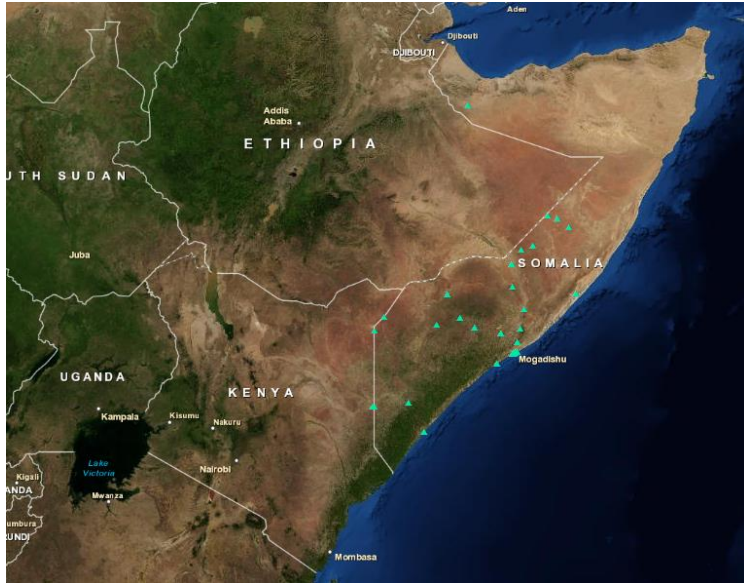 Aden
Djibouti
DJIBOUTI
Addis
Ababa
ETHIOPIA
UTH SUDAN
Juba
SOMALIA
Mogadishu
UGANDA
KENYA
Kampala
Kisumu
Nakuru
Lake
Victoria
Nairobi
Kigali
ANDA
Mwanza
umbura
RUNDI
Mombasa